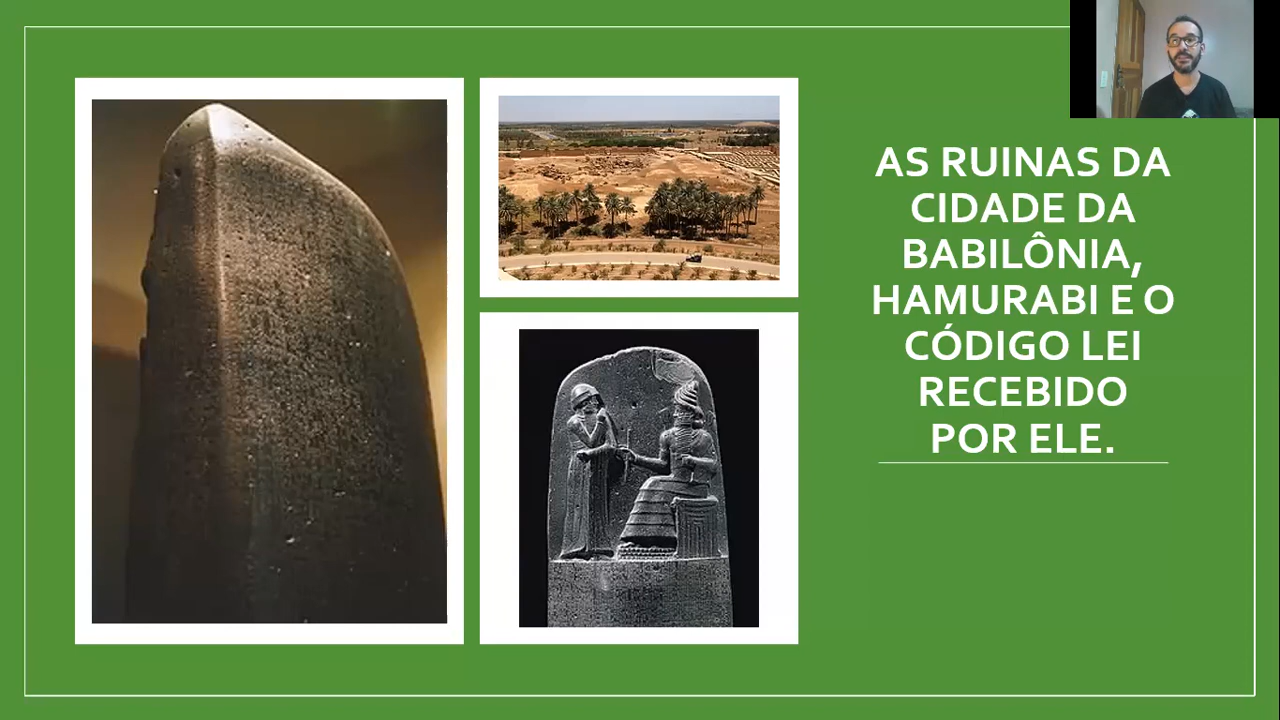 AS RUINAS DA
CIDADE DA
BABILÔNIA,
HAMURABI E O
CÓDIGO LEI
RECEBIDO
POR ELE.